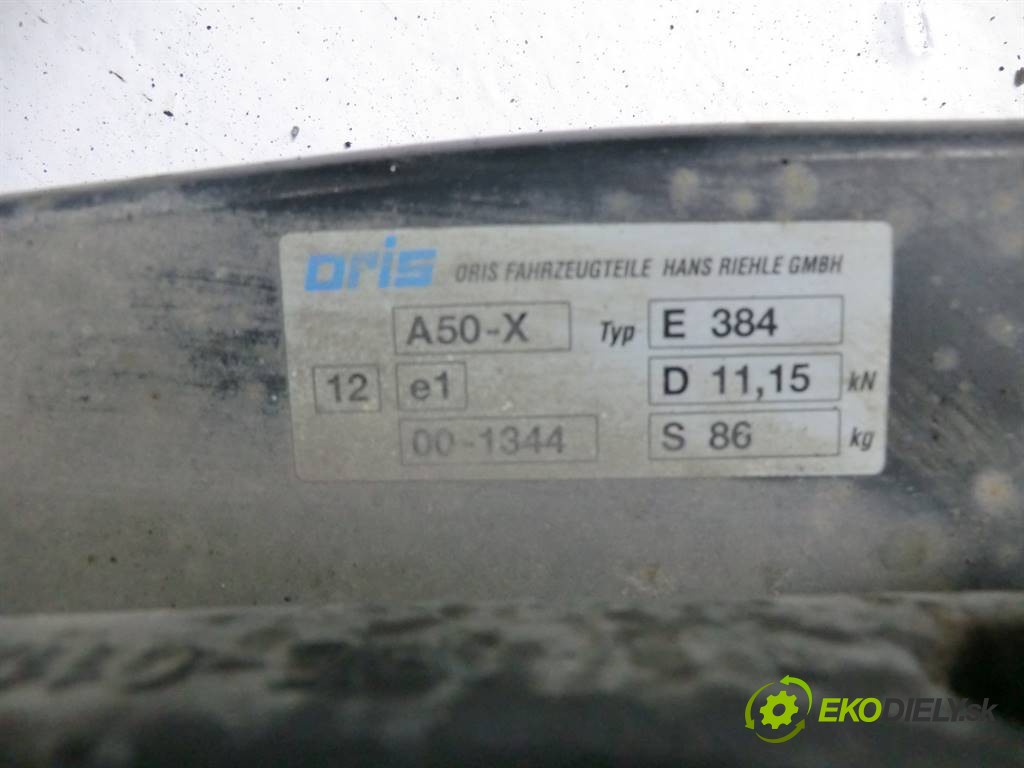 oris ORIS FAHRZEUGTEILE HANS RIEHLE GMBH
A50-X Typ E 384
12 e1 D 11,15 kN
00-1344 S 86 kg
EKODIELY.sk